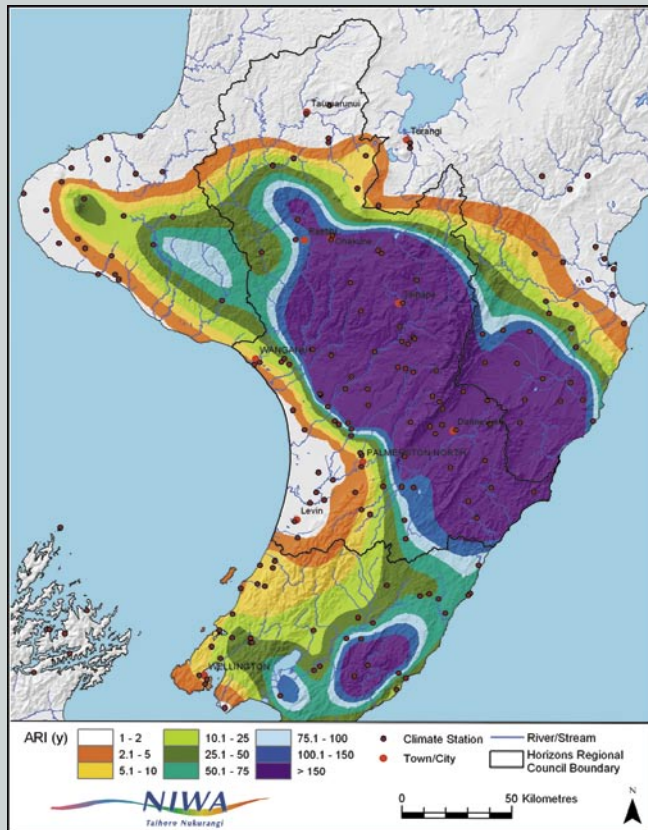 Taumarunui
Turangi
Raetihi
Ohakune
Taihape
WANGANUI
Dannevirke
PALMERSTON NORTH
Levin
WELLINGTON
ARI (y)
1 - 2
2.1 - 5
5.1 - 10
10.1 - 25
25.1 - 50
50.1 - 75
75.1 - 100
100.1 - 150
> 150
Climate Station
Town/City
River/Stream
Horizons Regional
Council Boundary
NIWA
Taihoro Nukurangi
0
50 Kilometres
N